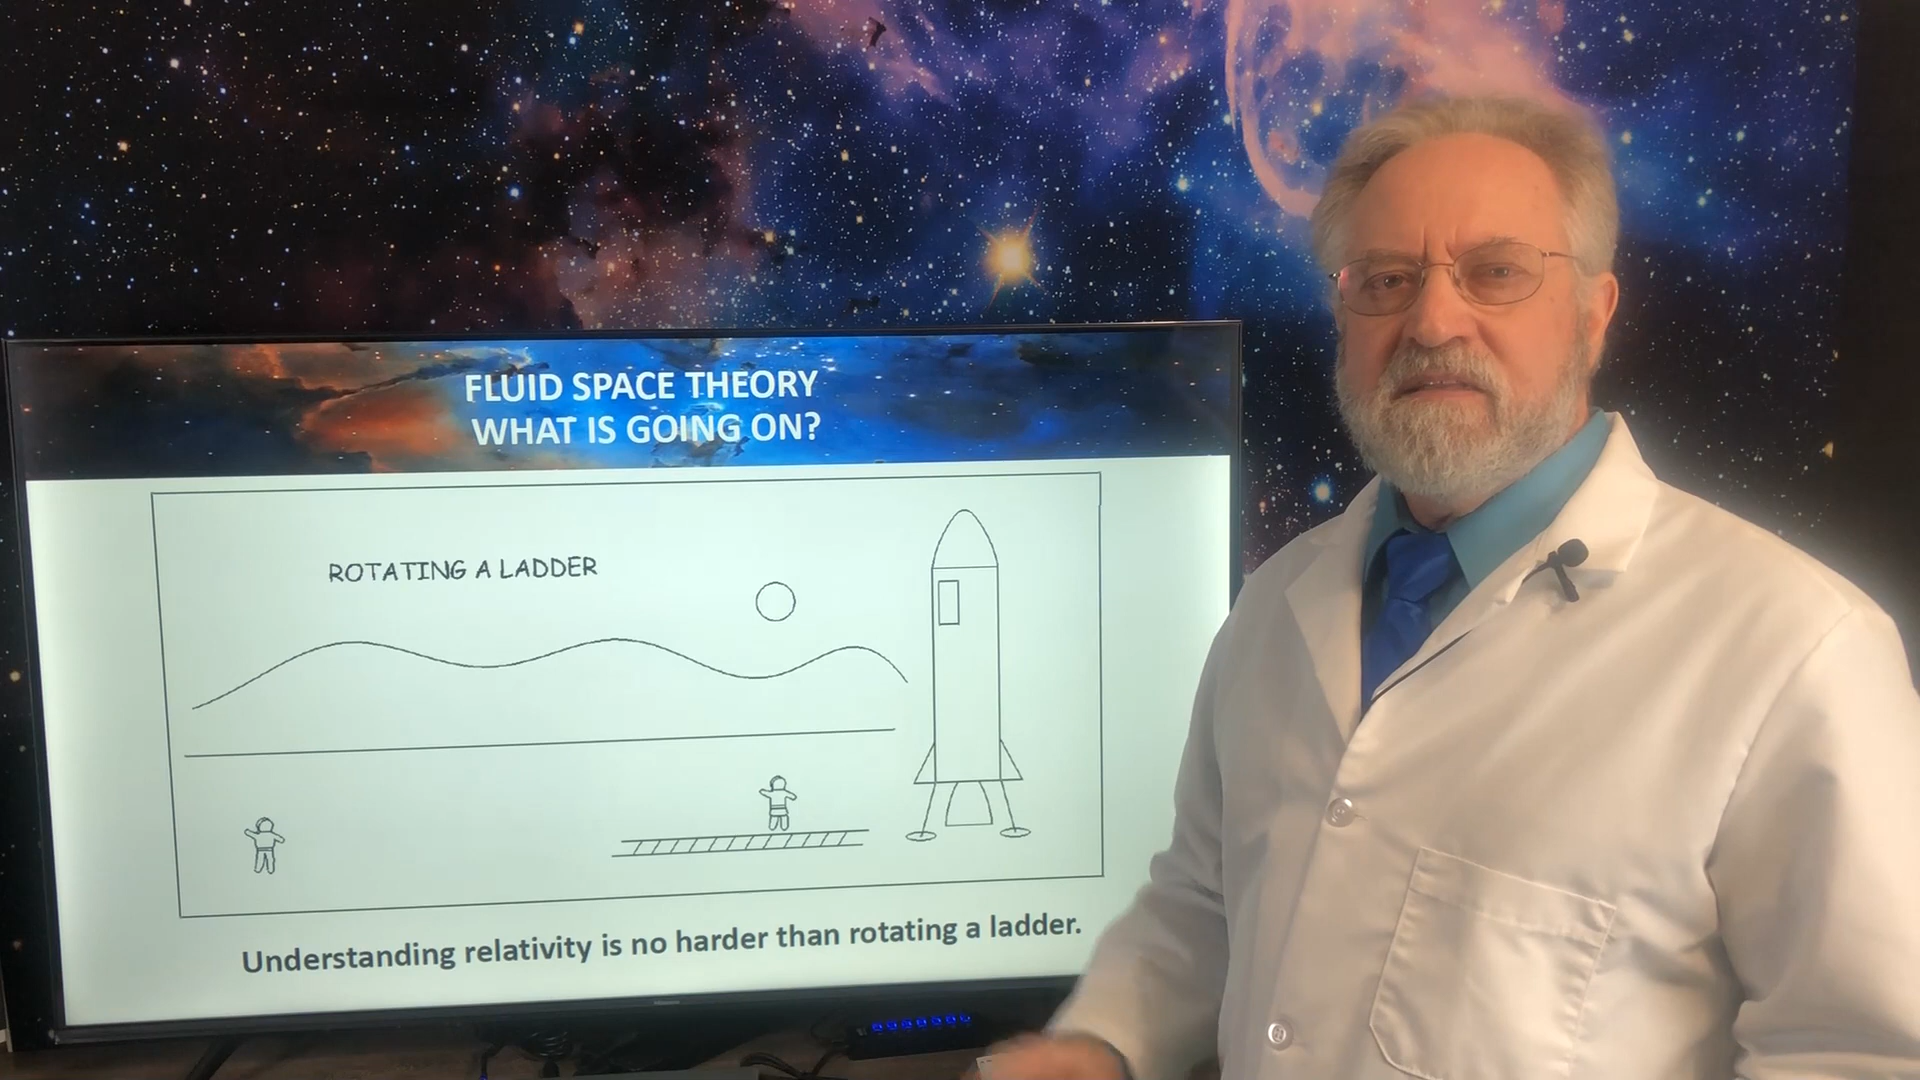 FLUID SPACE THEORY
WHAT IS GOING ON?
ROTATING A LADDER
Understanding relativity is no harder than rotating a ladder.